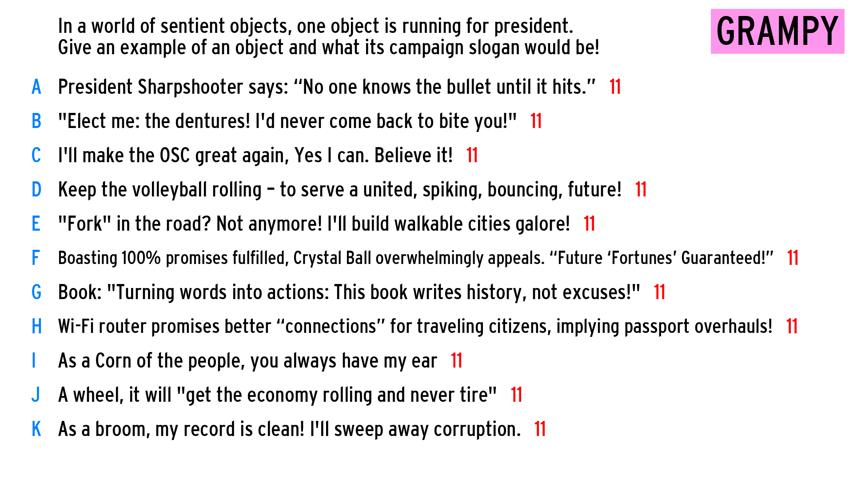 In a world of sentient objects, one object is running for president.
Give an example of an object and what its campaign slogan would be!
GRAMPY
A President Sharpshooter says: “No one knows the bullet until it hits.” 11
B "Elect me: the dentures! I'd never come back to bite you!" 11
C I'll make the OSC great again, Yes I can. Believe it! 11
D Keep the volleyball rolling – to serve a united, spiking, bouncing, future! 11
E "Fork" in the road? Not anymore! I'll build walkable cities galore! 11
F Boasting 100% promises fulfilled, Crystal Ball overwhelmingly appeals. “Future ‘Fortunes’ Guaranteed!” 11
G Book: "Turning words into actions: This book writes history, not excuses!" 11
H Wi-Fi router promises better “connections” for traveling citizens, implying passport overhauls! 11
I As a Corn of the people, you always have my ear 11
J A wheel, it will "get the economy rolling and never tire" 11
K As a broom, my record is clean! I'll sweep away corruption. 11